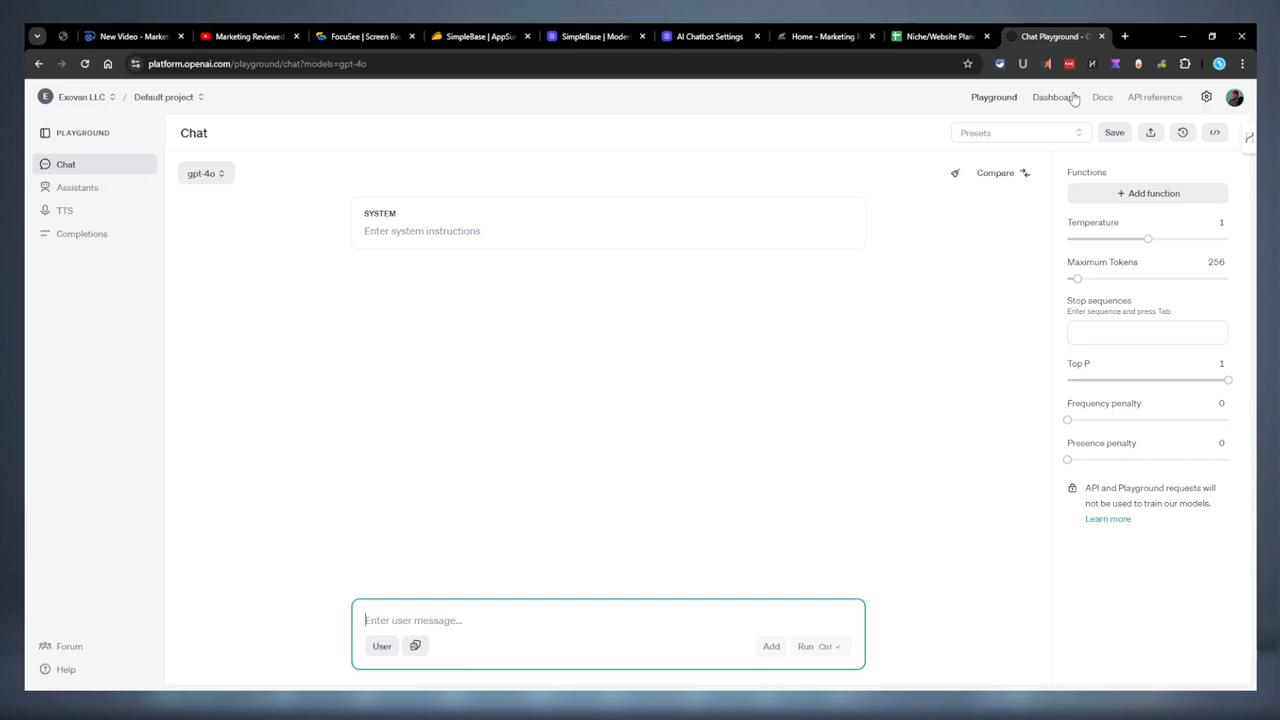 New Video - Market
Marketing Reviewed
FocuSee | Screen Re
SimpleBase | AppSu
SimpleBase | Moder
AI Chatbot Settings
Home - Marketing R
Niche/Website Plan
Chat Playground - O
platform.openai.com/playground/chat?models=gpt-4o
E Exovan LLC / Default project
Playground Dashboard Docs API reference
PLAYGROUND
Chat
Assistants
TTS
Completions
Forum
Help
Chat
Presets
Save
gpt-4o
Compare
SYSTEM
Enter system instructions
Enter user message...
User
Add
Run Ctrl
Functions
+ Add function
Temperature 1
Maximum Tokens 256
Stop sequences
Enter sequence and press Tab
Top P 1
Frequency penalty 0
Presence penalty 0
API and Playground requests will
not be used to train our models.
Learn more